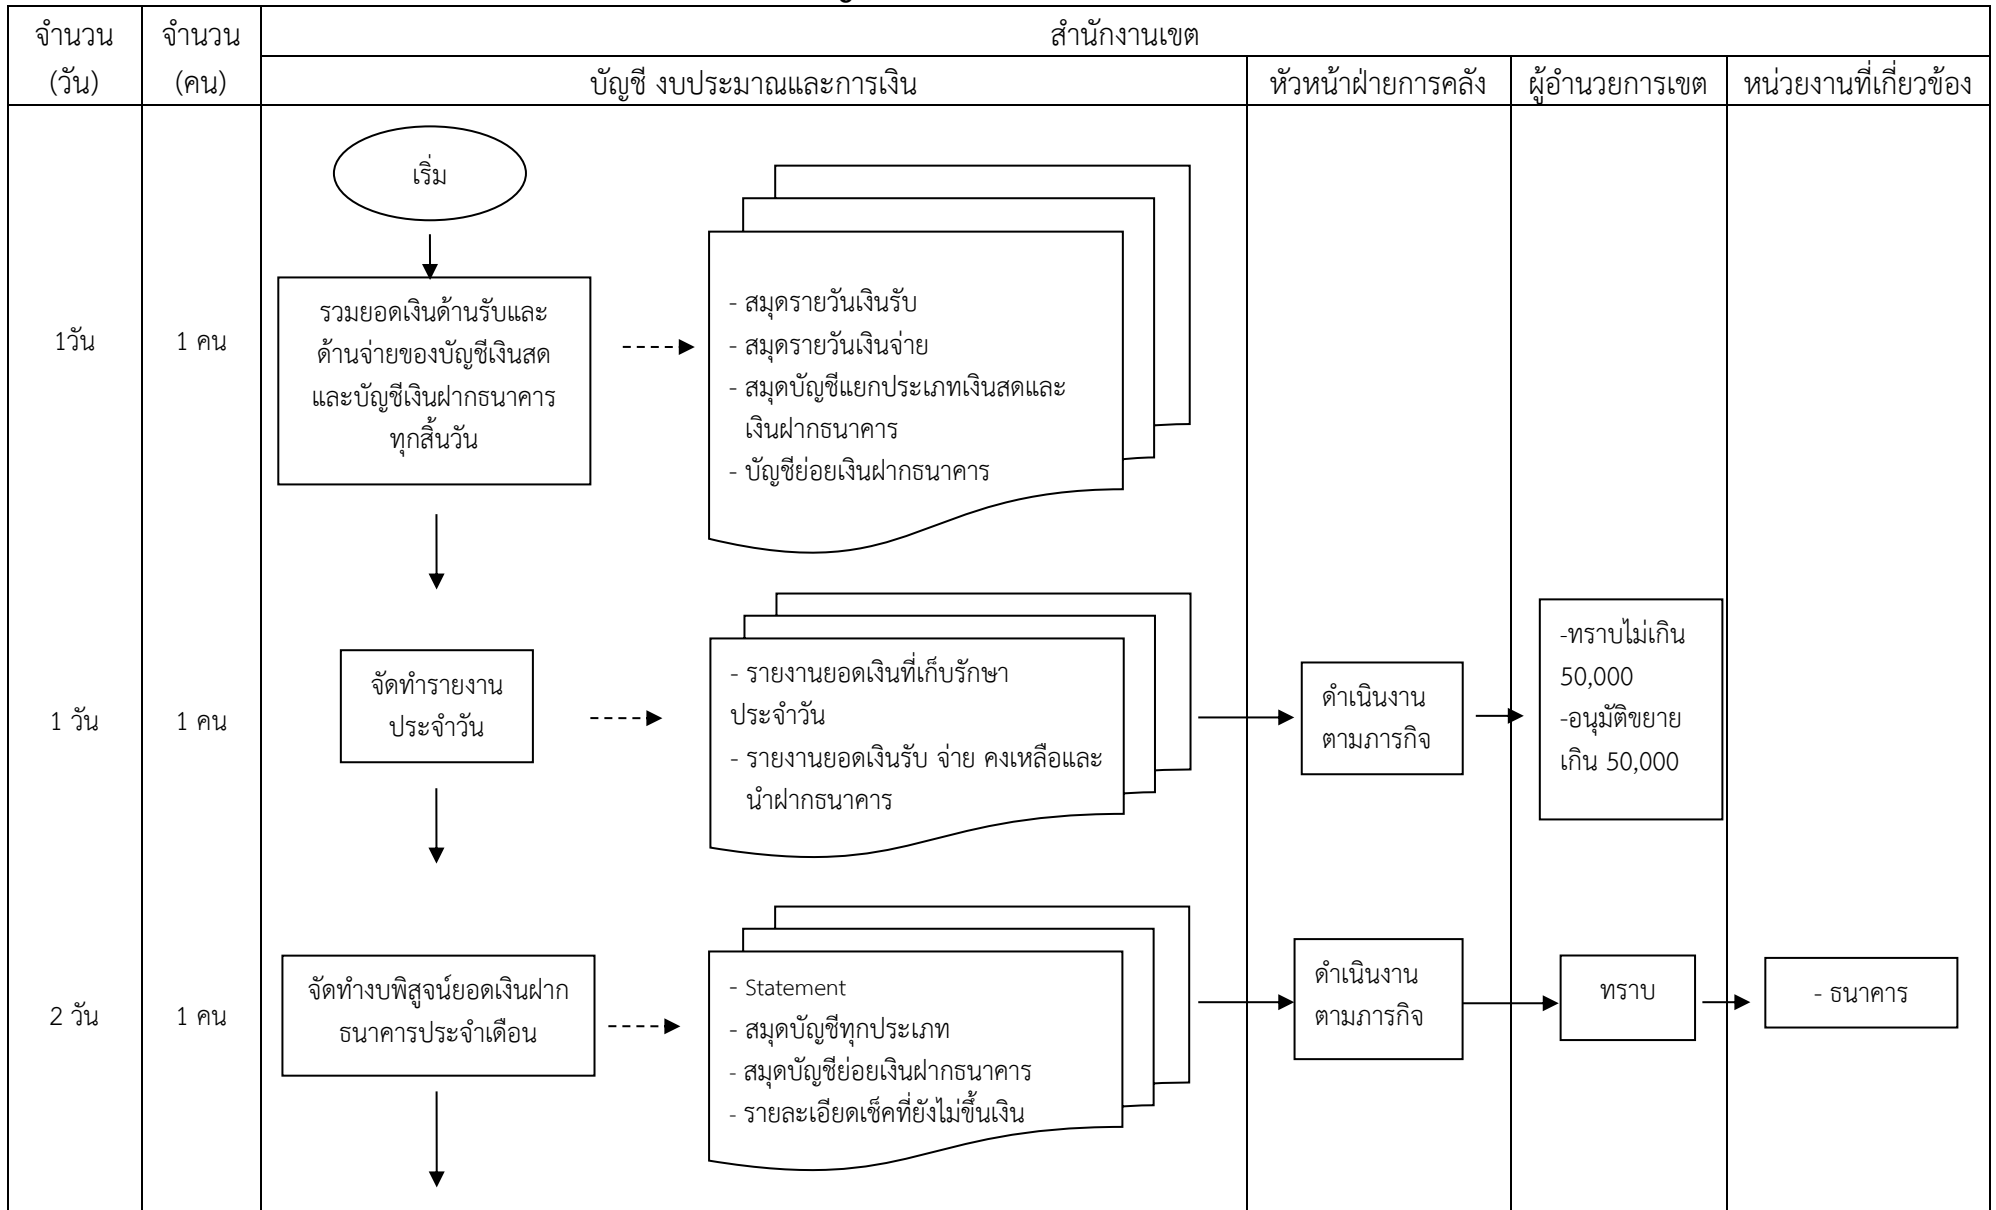 จำนวน
(วัน)
จำนวน
(คน)
สำนักงานเขต
บัญชี งบประมาณและการเงิน
หัวหน้าฝ่ายการคลัง
ผู้อำนวยการเขต
หน่วยงานที่เกี่ยวข้อง
เริ่ม
1วัน
1 คน
รวมยอดเงินด้านรับและ
ด้านจ่ายของบัญชีเงินสด
และบัญชีเงินฝากธนาคาร
ทุกสิ้นวัน
- สมุดรายวันเงินรับ
- สมุดรายวันเงินจ่าย
- สมุดบัญชีแยกประเภทเงินสดและ
เงินฝากธนาคาร
- บัญชีย่อยเงินฝากธนาคาร
1 วัน
1 คน
จัดทำรายงาน
ประจำวัน
- รายงานยอดเงินที่เก็บรักษา
ประจำวัน
- รายงานยอดเงินรับ จ่าย คงเหลือและ
นำฝากธนาคาร
ดำเนินงาน
ตามภารกิจ
-ทราบไม่เกิน
50,000
-อนุมัติขยาย
เกิน 50,000
2 วัน
1 คน
จัดทำงบพิสูจน์ยอดเงินฝาก
ธนาคารประจำเดือน
- Statement
- สมุดบัญชีทุกประเภท
- สมุดบัญชีย่อยเงินฝากธนาคาร
- รายละเอียดเช็คที่ยังไม่ขึ้นเงิน
ดำเนินงาน
ตามภารกิจ
ทราบ
- ธนาคาร